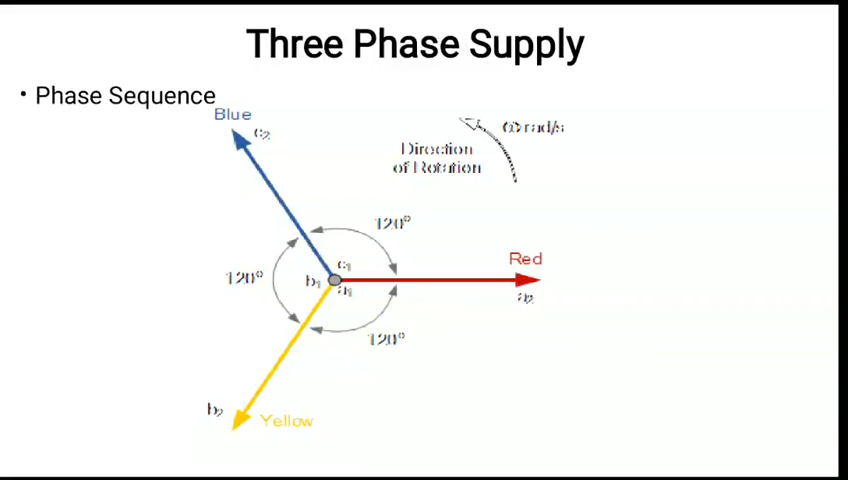 Three Phase Supply
• Phase Sequence
Blue
c₂
ω rad/s
Direction
of Rotation
120°
Red
c₁
120°
b₁
a₁
a₂
120°
b₂
Yellow